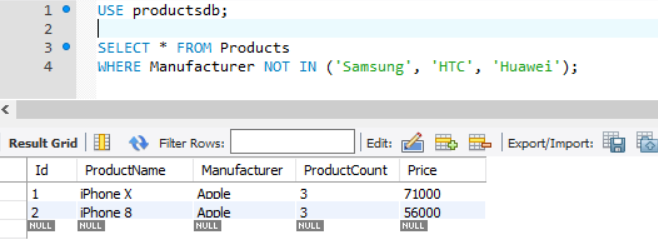 1 USE productsdb;
2
3 SELECT * FROM Products
4 WHERE Manufacturer NOT IN ('Samsung', 'HTC', 'Huawei');
Result Grid Filter Rows: Edit: Export/Import:
Id ProductName Manufacturer ProductCount Price
1 iPhone X Apple 3 71000
2 iPhone 8 Apple 3 56000
NULL NULL NULL NULL NULL